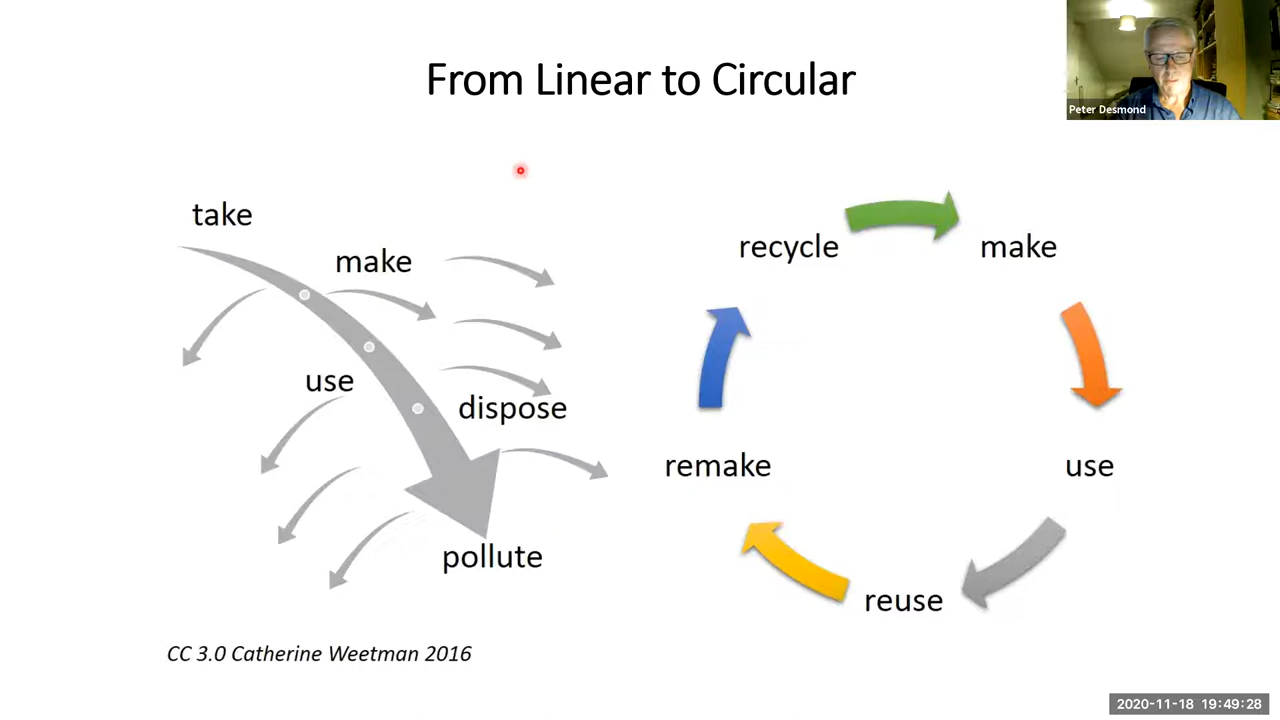 From Linear to Circular
Peter Desmond
take
make
use
dispose
pollute
recycle
make
use
reuse
remake
CC 3.0 Catherine Weetman 2016
2020-11-18 19:49:28